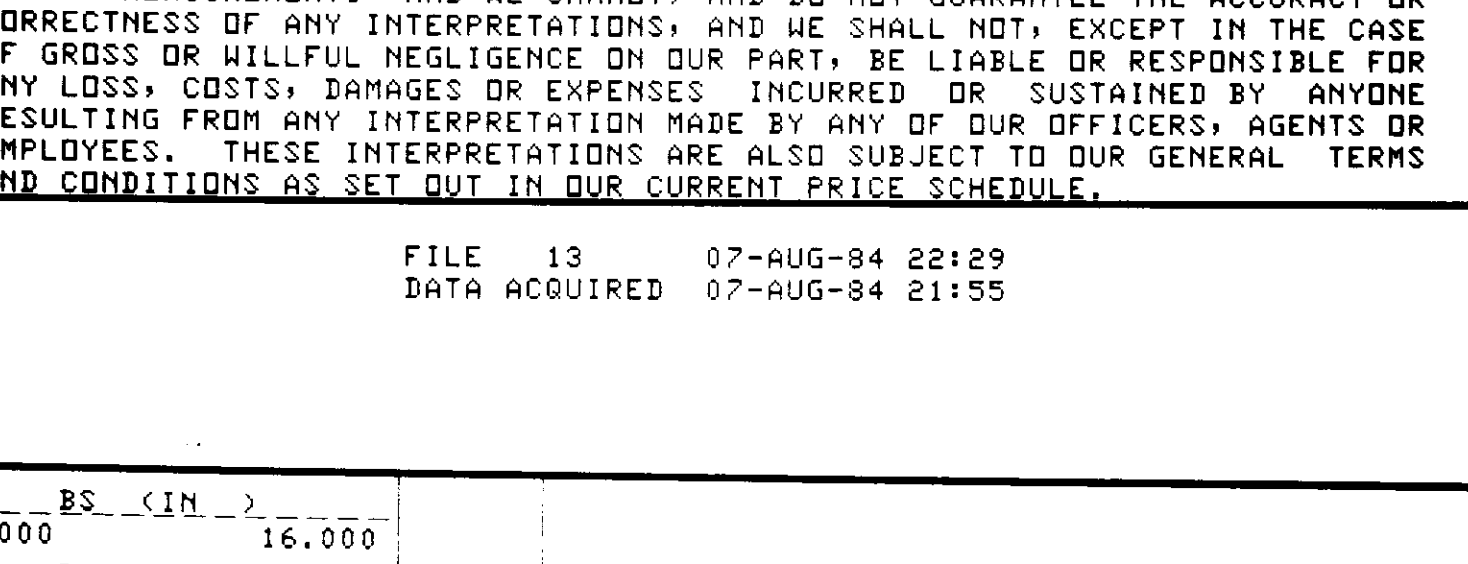 ORRECTNESS OF ANY INTERPRETATIONS, AND WE SHALL NOT, EXCEPT IN THE CASE
F GROSS OR WILLFUL NEGLIGENCE ON OUR PART, BE LIABLE OR RESPONSIBLE FOR
NY LOSS, COSTS, DAMAGES OR EXPENSES INCURRED OR SUSTAINED BY ANYONE
ESULTING FROM ANY INTERPRETATION MADE BY ANY OF OUR OFFICERS, AGENTS OR
MPLOYEES. THESE INTERPRETATIONS ARE ALSO SUBJECT TO OUR GENERAL TERMS
ND CONDITIONS AS SET OUT IN OUR CURRENT PRICE SCHEDULE.
FILE 13 07-AUG-84 22:29
DATA ACQUIRED 07-AUG-84 21:55
BS (IN )
000 16.000